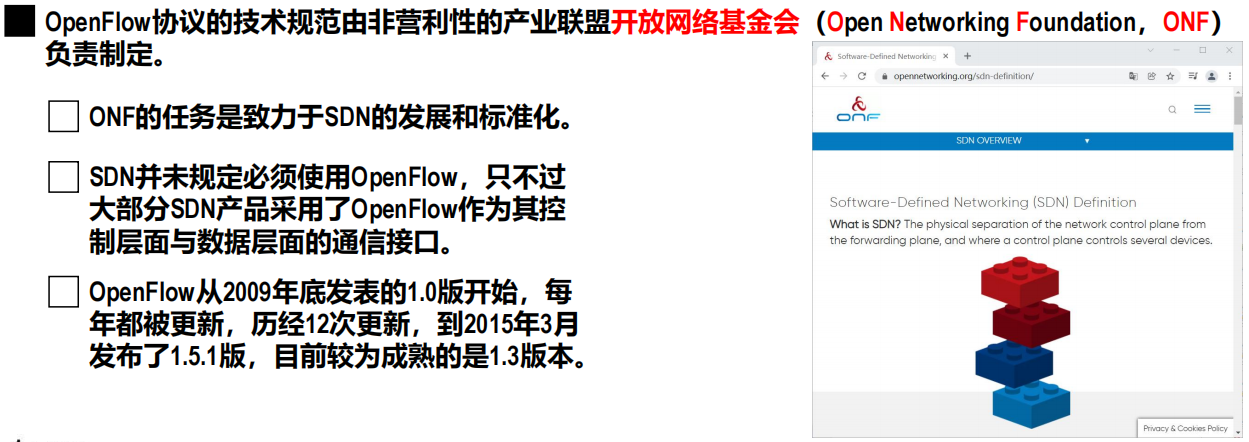 OpenFlow协议的技术规范由非营利性的产业联盟开放网络基金会（Open Networking Foundation，ONF）
负责制定。
ONF的任务是致力于SDN的发展和标准化。
SDN并未规定必须使用OpenFlow，只不过
大部分SDN产品采用了OpenFlow作为其控
制层面与数据层面的通信接口。
OpenFlow从2009年底发表的1.0版开始，每
年都被更新，历经12次更新，到2015年3月
发布了1.5.1版，目前较为成熟的是1.3版本。
Software-Defined Networking
opennetworking.org/sdn-definition/
ONF
SDN OVERVIEW
Software-Defined Networking (SDN) Definition
What is SDN? The physical separation of the network control plane from
the forwarding plane, and where a control plane controls several devices.
Privacy & Cookies Policy